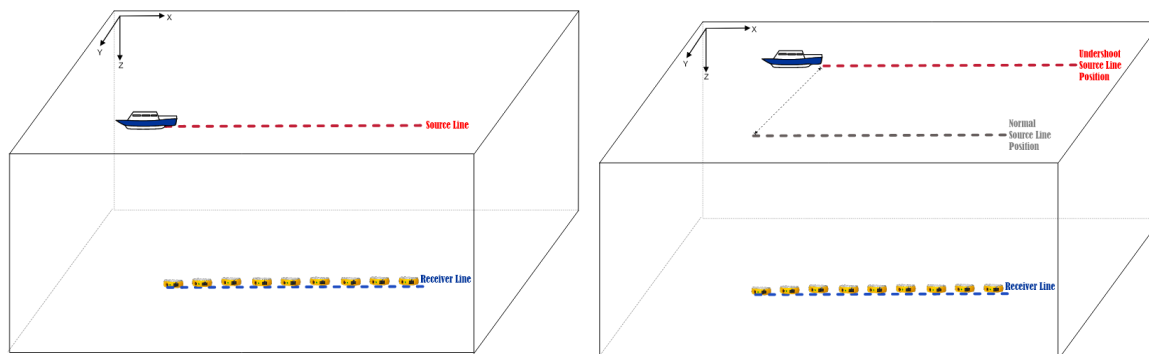 X
Y
Z
Source Line
Receiver Line
X
Y
Z
Undershoot
Source Line
Position
Normal
Source Line
Position
Receiver Line